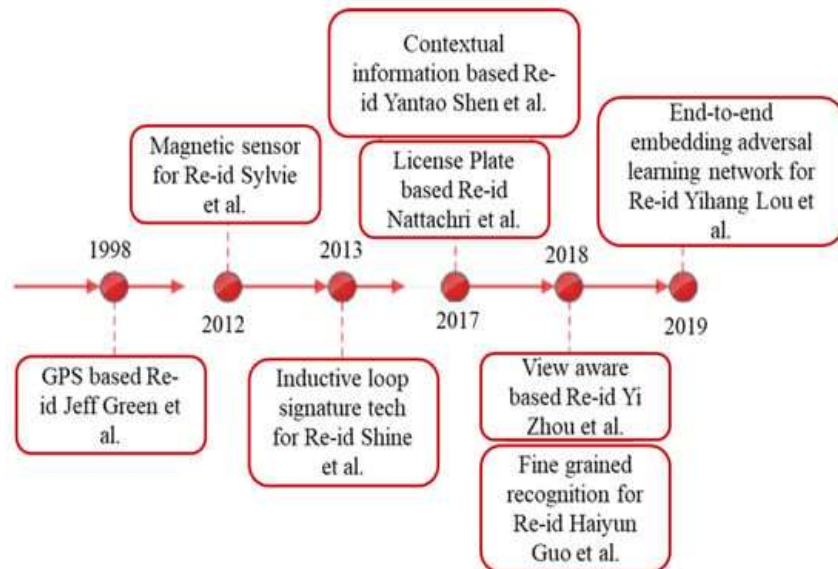 Contextual
information based Re-
id Yantao Shen et al.
End-to-end
embedding adversal
learning network for
Re-id Yihang Lou et
al.
Magnetic sensor
for Re-id Sylvie
et al.
License Plate
based Re-id
Nattachri et al.
1998
2013
2018
2012
2017
2019
GPS based Re-
id Jeff Green et
al.
Inductive loop
signature tech
for Re-id Shine
et al.
View aware
based Re-id Yi
Zhou et al.
Fine grained
recognition for
Re-id Haiyun
Guo et al.